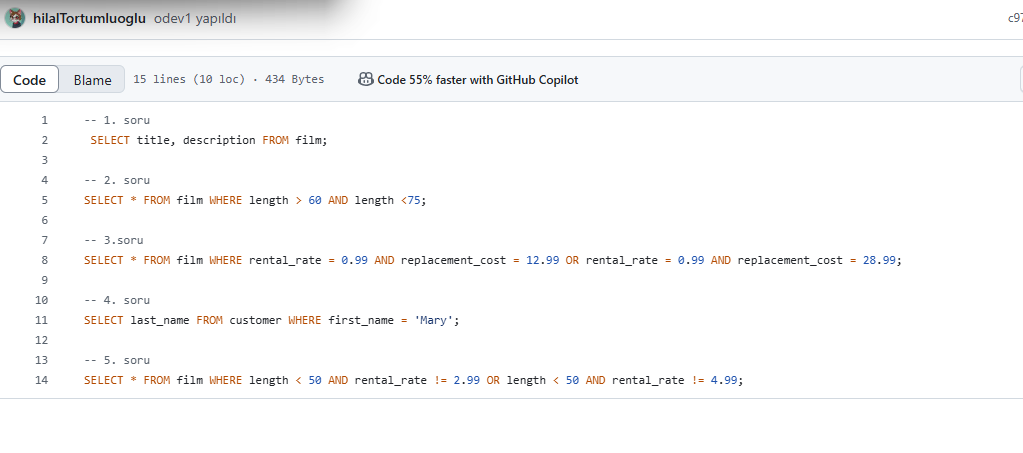 hilalTortumluoglu odev1 yapıldı c97
Code Blame 15 lines (10 loc) · 434 Bytes Code 55% faster with GitHub Copilot
1 -- 1. soru
2 SELECT title, description FROM film;
3
4 -- 2. soru
5 SELECT * FROM film WHERE length > 60 AND length <75;
6
7 -- 3.soru
8 SELECT * FROM film WHERE rental_rate = 0.99 AND replacement_cost = 12.99 OR rental_rate = 0.99 AND replacement_cost = 28.99;
9
10 -- 4. soru
11 SELECT last_name FROM customer WHERE first_name = 'Mary';
12
13 -- 5. soru
14 SELECT * FROM film WHERE length < 50 AND rental_rate != 2.99 OR length < 50 AND rental_rate != 4.99;